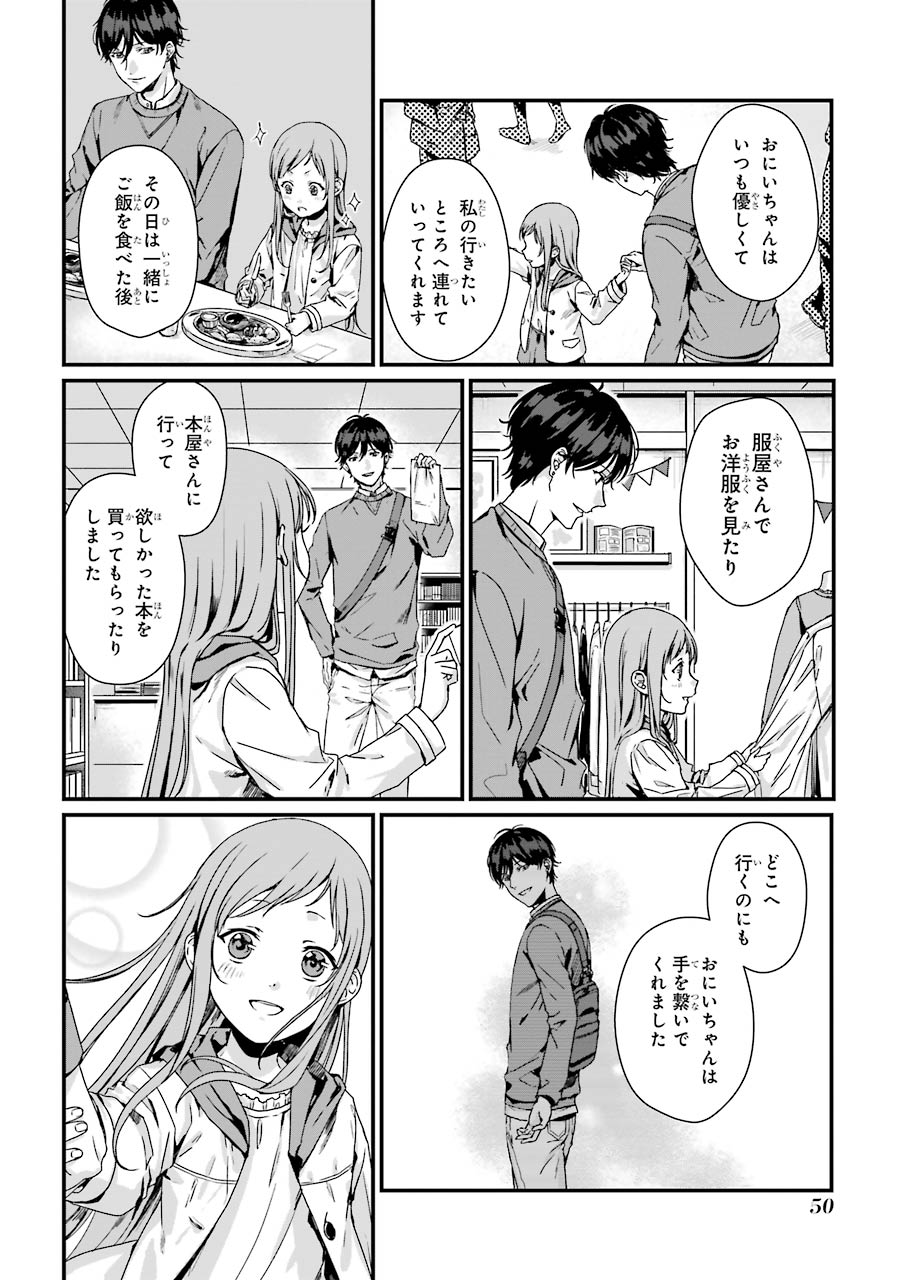 おにいちゃんは
いつも優しくて
私の行きたい
ところへ連れて
いってくれます
その日は一緒に
ご飯を食べた後
服屋さんで
お洋服を見たり
本屋さんに
行って
欲しかった本を
買ってもらったり
しました
どこへ
行くのにも
おにいちゃんは
手を繋いで
くれました
50